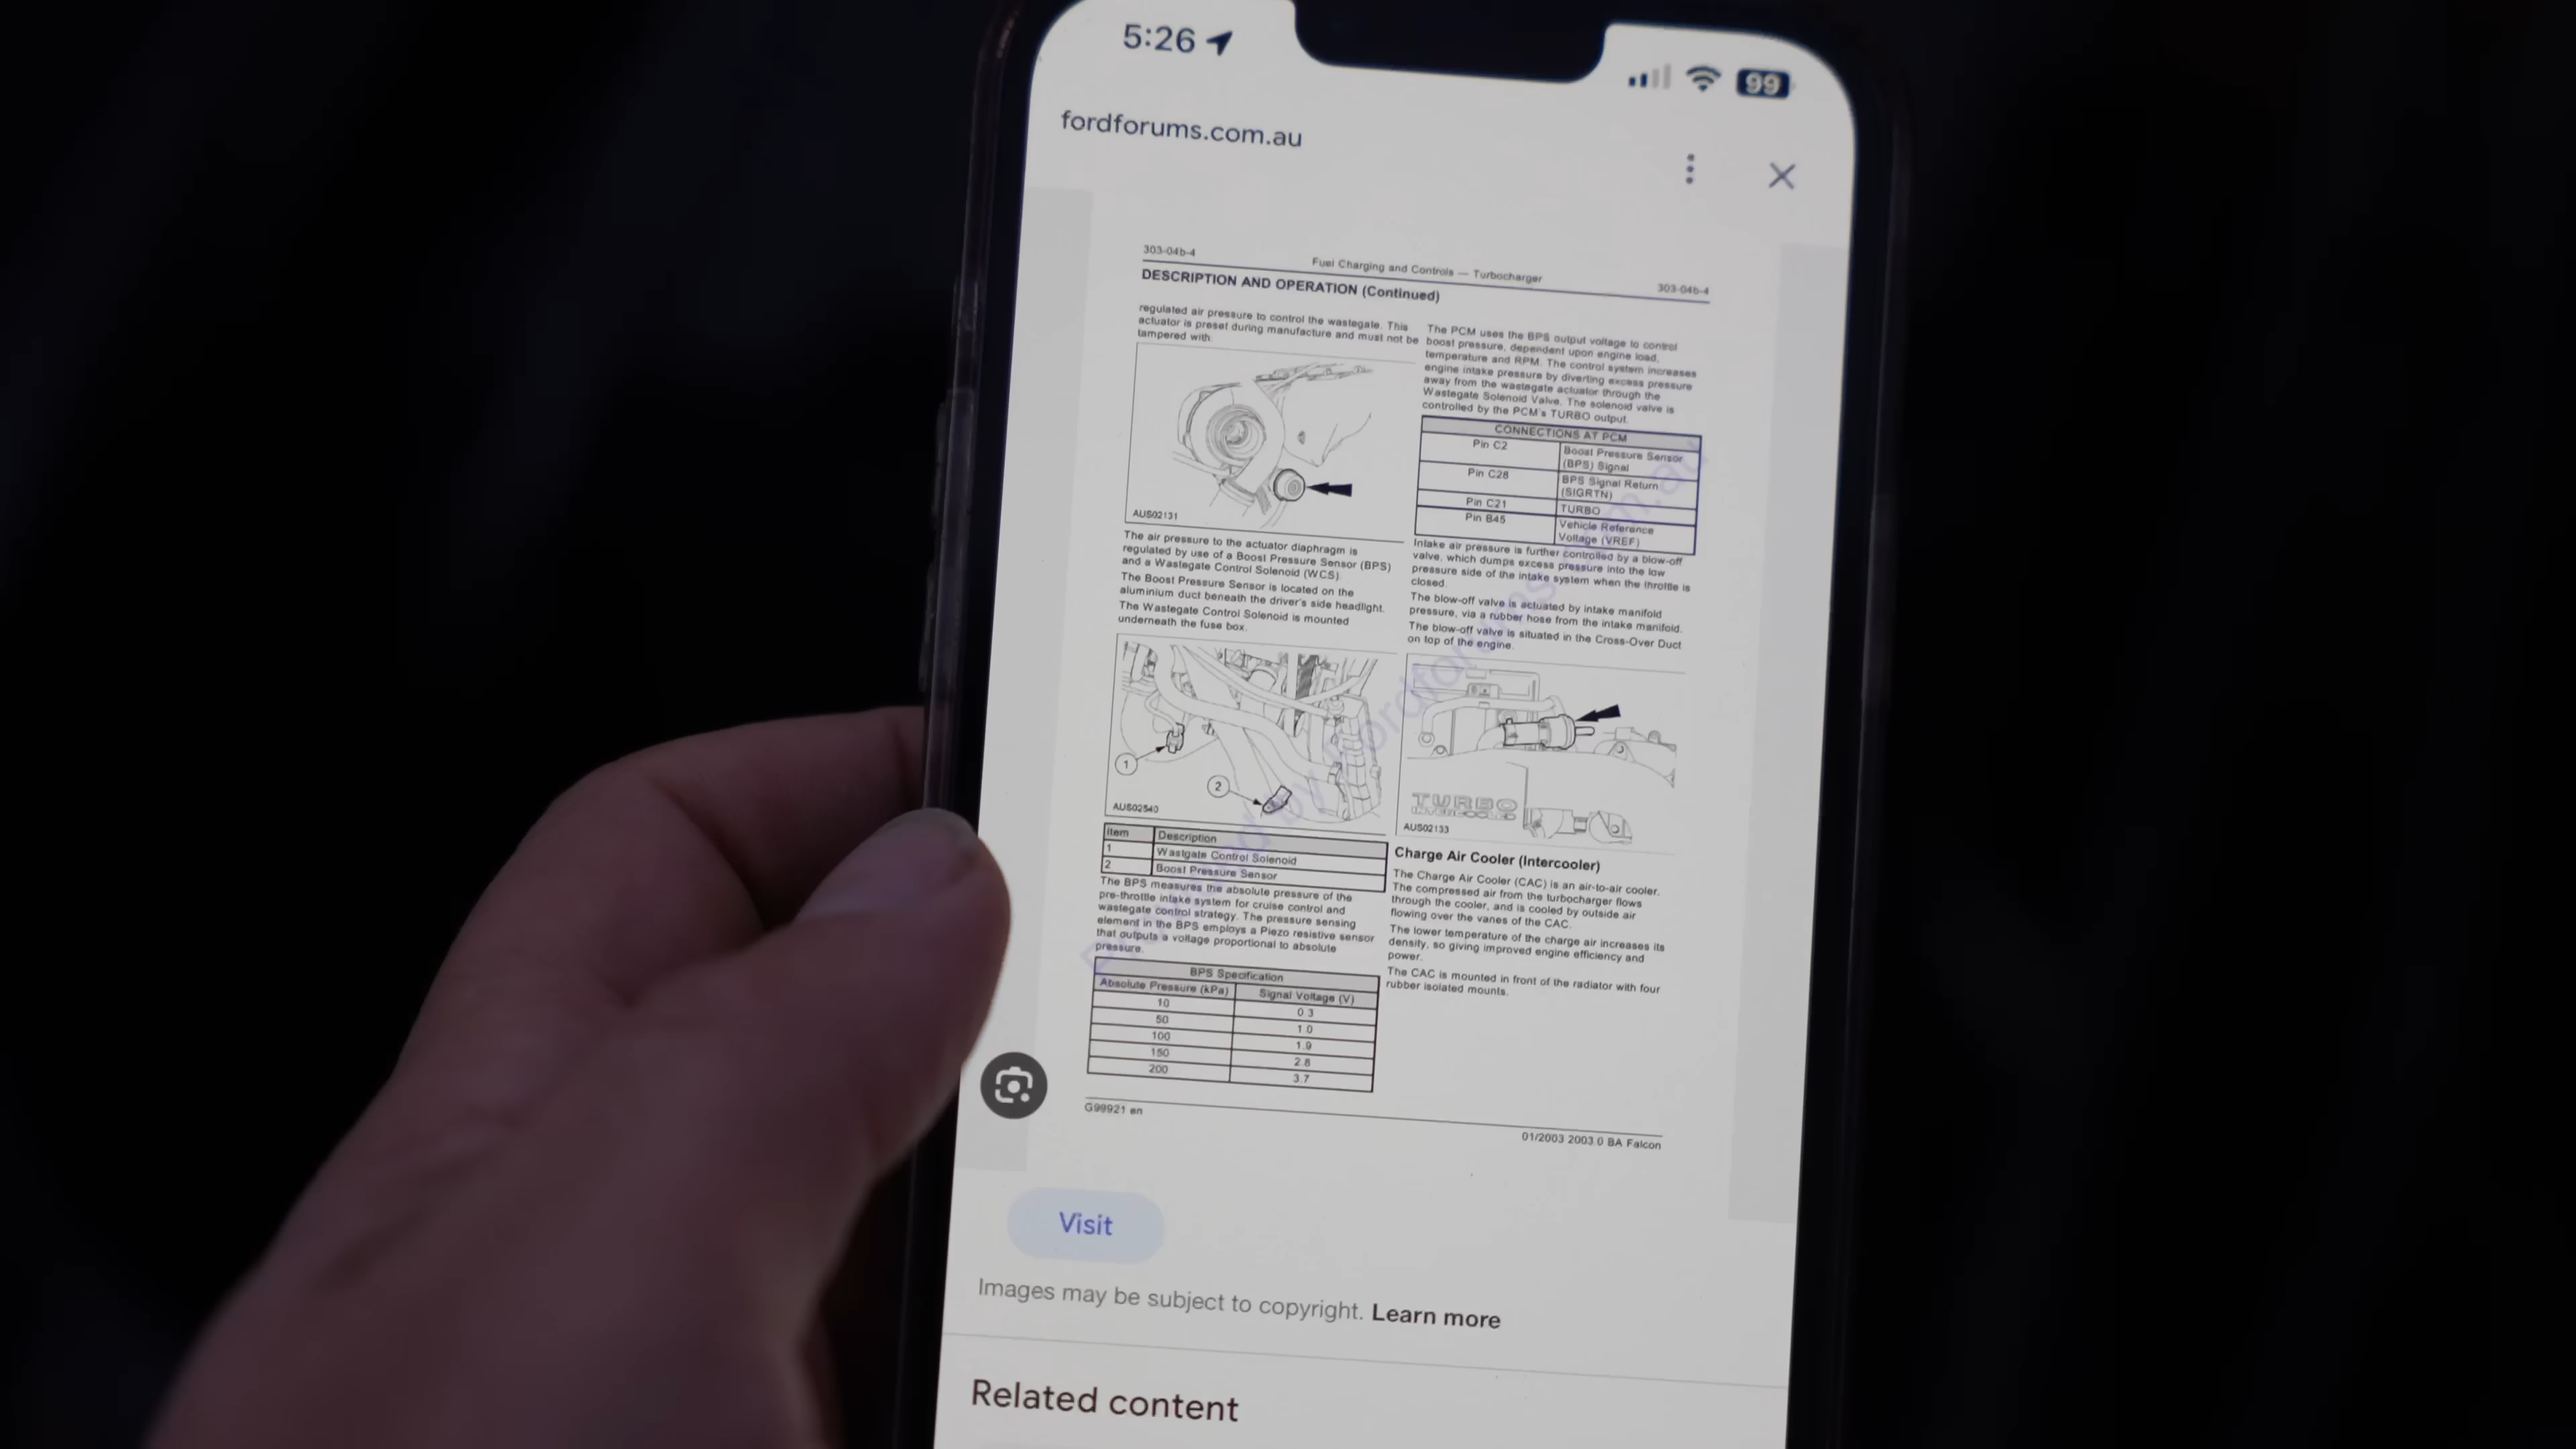 5:26
99
fordforums.com.au
303-04b-4
Fuel Charging and Controls — Turbocharger
303-04b-4
DESCRIPTION AND OPERATION (Continued)
regulated air pressure to control the wastegate. This
actuator is preset during manufacture and must not be
tampered with.
AUS02131
The air pressure to the actuator diaphragm is
regulated by use of a Boost Pressure Sensor (BPS)
and a Wastegate Control Solenoid (WCS).
The Boost Pressure Sensor is located on the
aluminium duct beneath the driver's side headlight.
The Wastegate Control Solenoid is mounted
underneath the fuse box.
1
2
AUS02540
Item Description
1 Wastgate Control Solenoid
2 Boost Pressure Sensor
The BPS measures the absolute pressure of the
pre-throttle intake system for cruise control and
wastegate control strategy. The pressure sensing
element in the BPS employs a Piezo resistive sensor
that outputs a voltage proportional to absolute
pressure.
BPS Specification
Absolute Pressure (kPa) Signal Voltage (V)
10 0.3
50 1.0
100 1.9
150 2.8
200 3.7
The PCM uses the BPS output voltage to control
boost pressure, dependent upon engine load,
temperature and RPM. The control system increases
engine intake pressure by diverting excess pressure
away from the wastegate actuator through the
Wastegate Solenoid Valve. The solenoid valve is
controlled by the PCM's TURBO output.
CONNECTIONS AT PCM
Pin C2 Boost Pressure Sensor
(BPS) Signal
Pin C28 BPS Signal Return
(SIGRTN)
Pin C21 TURBO
Pin B45 Vehicle Reference
Voltage (VREF)
Intake air pressure is further controlled by a blow-off
valve, which dumps excess pressure into the low
pressure side of the intake system when the throttle is
closed.
The blow-off valve is actuated by intake manifold
pressure, via a rubber hose from the intake manifold.
The blow-off valve is situated in the Cross-Over Duct
on top of the engine.
TURBO
INTERCOOLED
AUS02133
Charge Air Cooler (Intercooler)
The Charge Air Cooler (CAC) is an air-to-air cooler.
The compressed air from the turbocharger flows
through the cooler, and is cooled by outside air
flowing over the vanes of the CAC.
The lower temperature of the charge air increases its
density, so giving improved engine efficiency and
power.
The CAC is mounted in front of the radiator with four
rubber isolated mounts.
G99921 en
01/2003 2003.0 BA Falcon
Visit
Images may be subject to copyright. Learn more
Related content